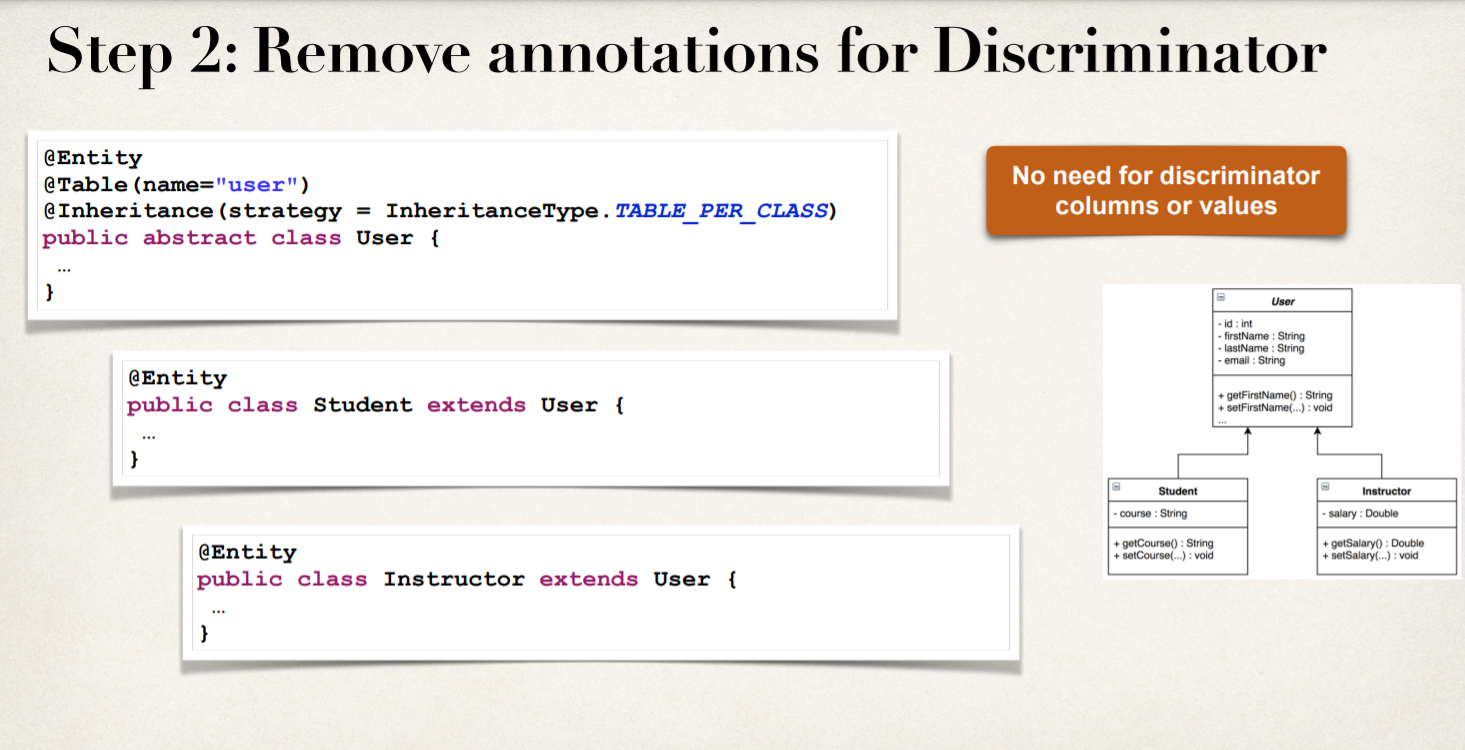 Step 2: Remove annotations for Discriminator
@Entity
@Table(name="user")
@Inheritance(strategy = InheritanceType.TABLE_PER_CLASS)
public abstract class User {
…
}
@Entity
public class Student extends User {
…
}
@Entity
public class Instructor extends User {
…
}
No need for discriminator
columns or values
User
- id : int
- firstName : String
- lastName : String
- email : String
+ getFirstName() : String
+ setFirstName(...) : void
...
Student
- course : String
+ getCourse() : String
+ setCourse(...) : void
Instructor
- salary : Double
+ getSalary() : Double
+ setSalary(...) : void